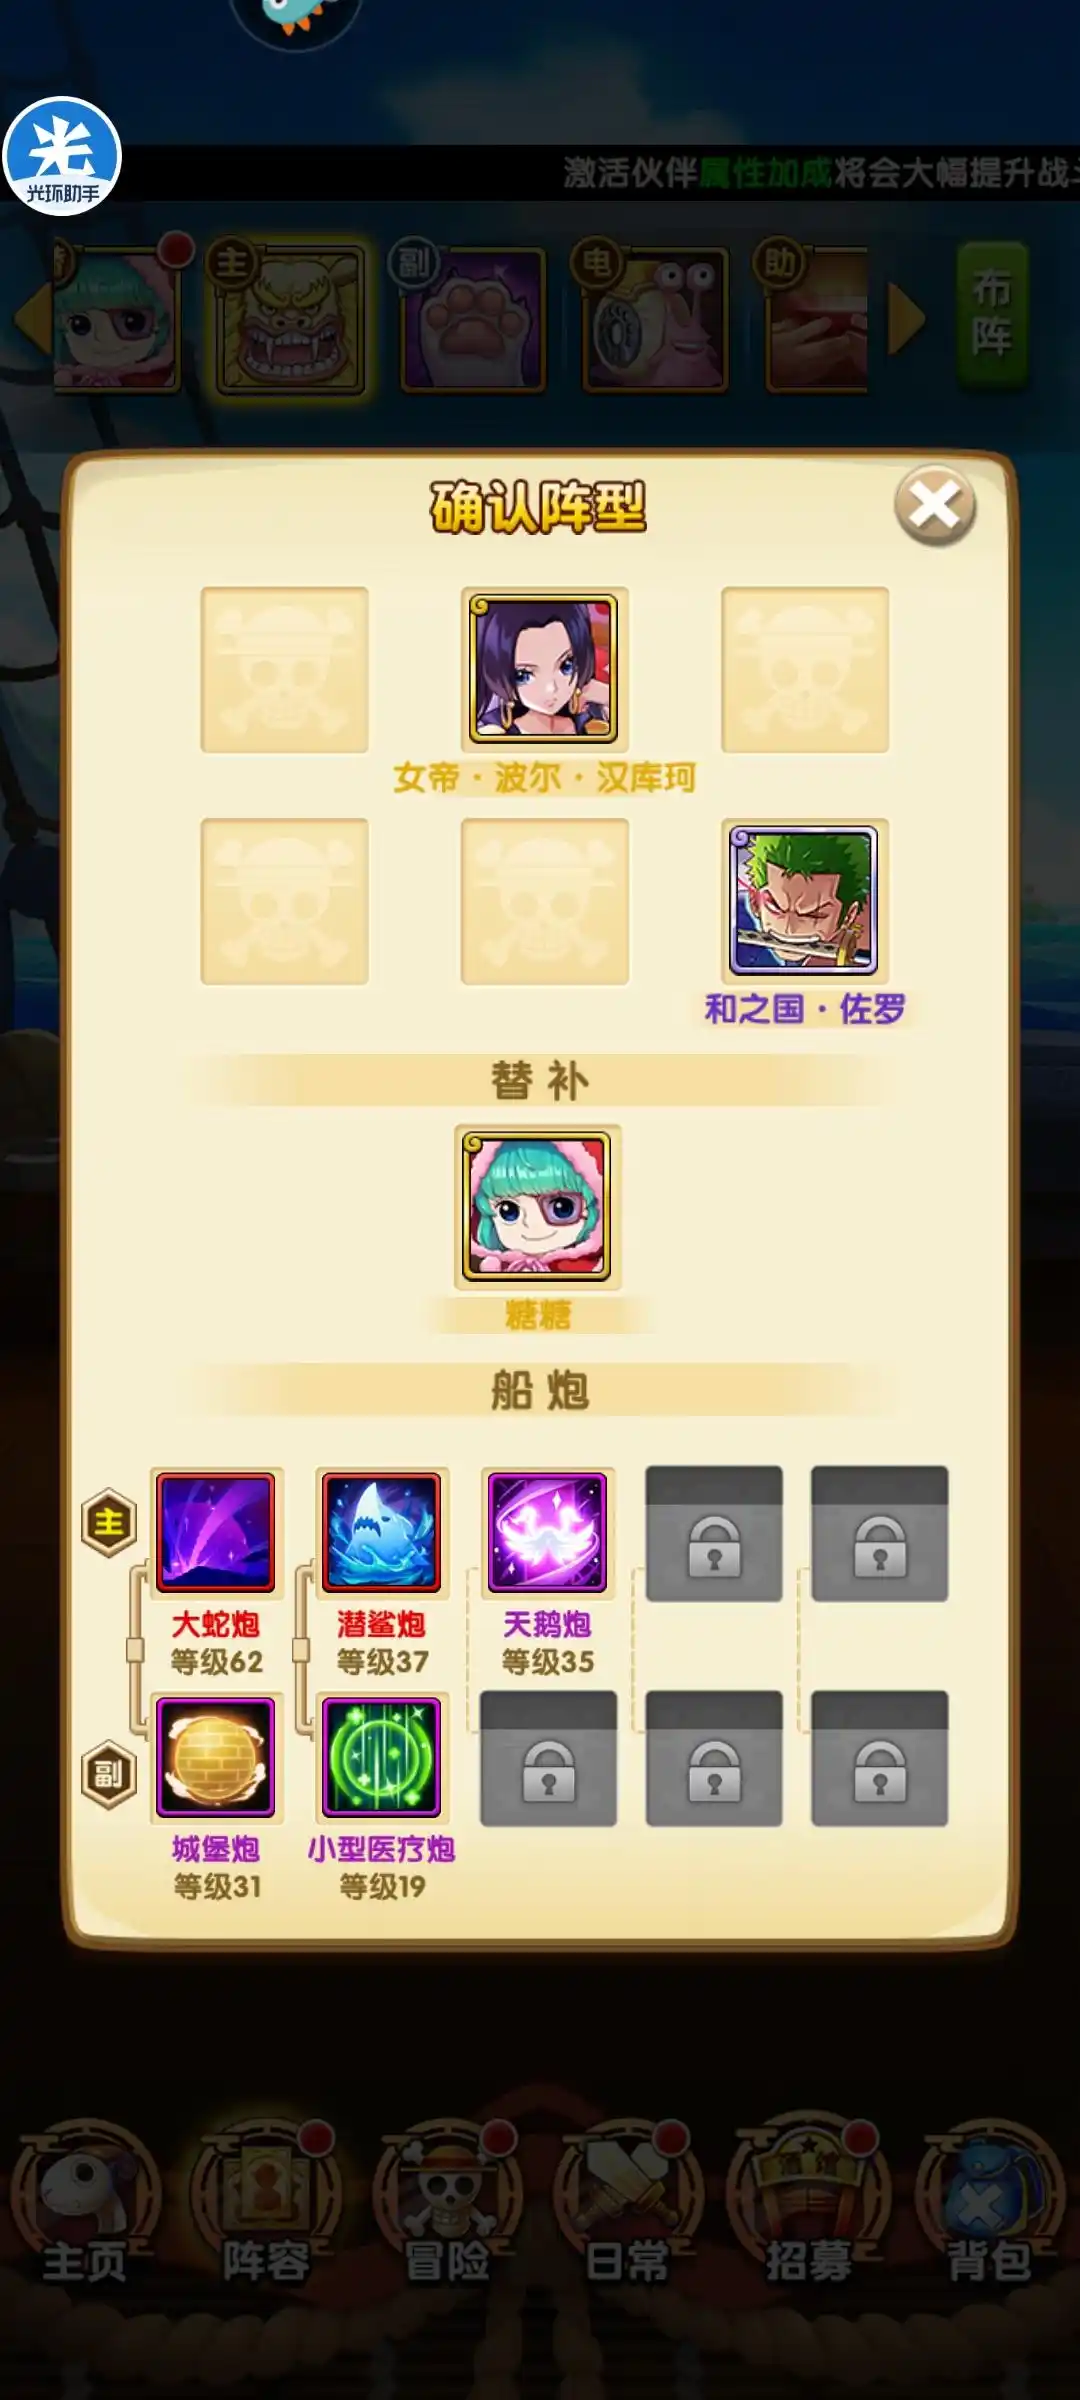 光
光环助手
激活伙伴属性加成将会大幅提升战
主
副
电
助
布
阵
确认阵型
女帝·波尔·汉库珂
和之国·佐罗
替补
糖糖
船炮
主
大蛇炮
潜鲨炮
天鹅炮
等级62
等级37
等级35
副
城堡炮
小型医疗炮
等级31
等级19
主页
阵容
冒险
日常
招募
背包